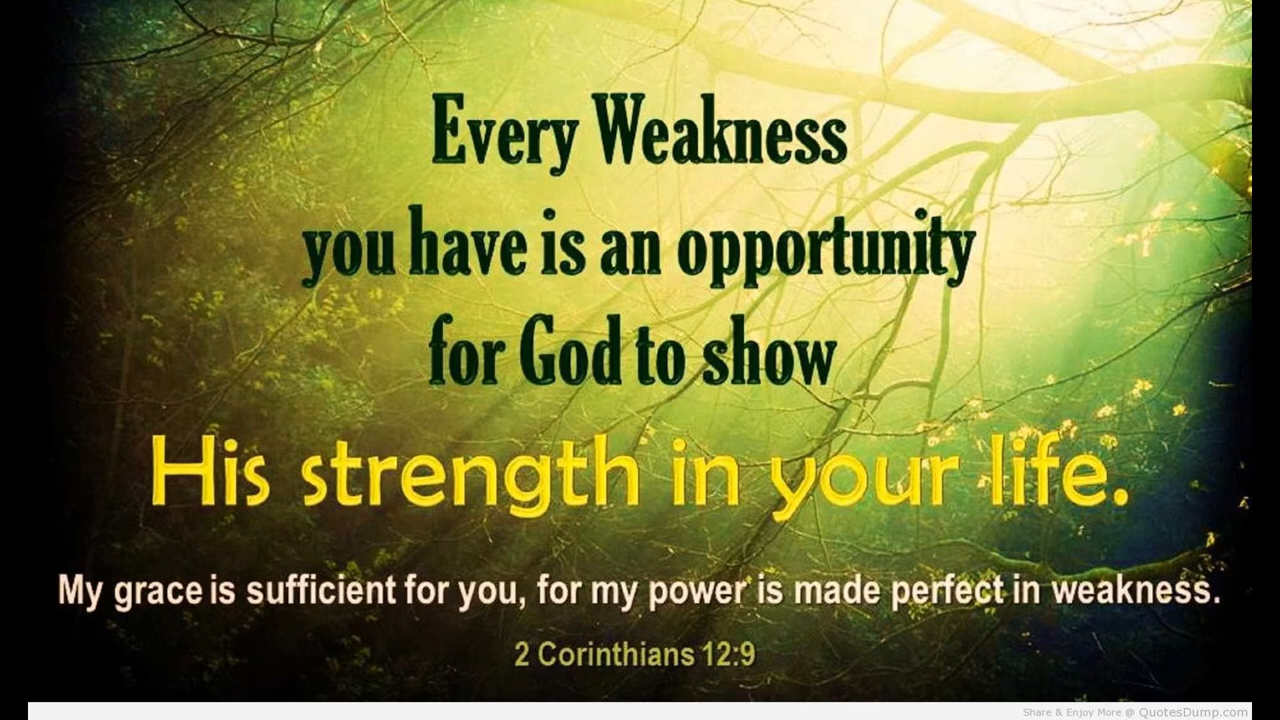 Every Weakness
you have is an opportunity
for God to show
His strength in your life.
My grace is sufficient for you, for my power is made perfect in weakness.
2 Corinthians 12:9
Share & Enjoy More @ QuotesDump.com